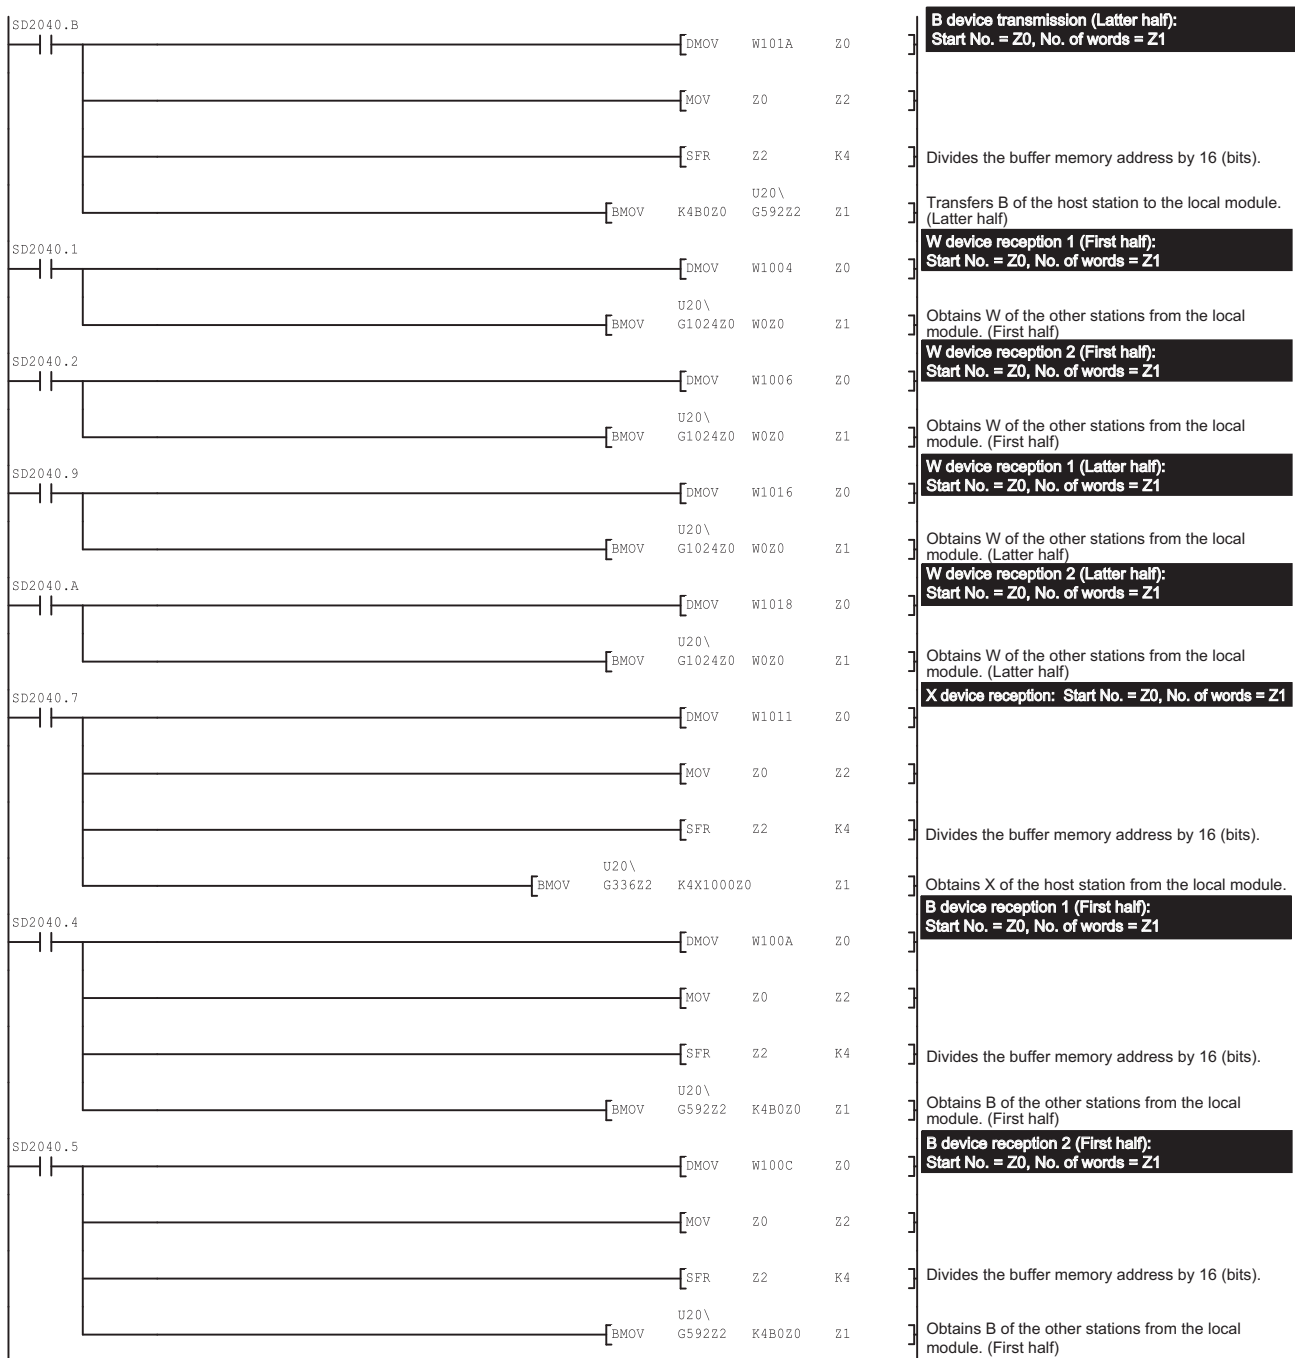 SD2040.B
DMOV W101A Z0
B device transmission (Latter half):
Start No. = Z0, No. of words = Z1
MOV Z0 Z2
SFR Z2 K4
Divides the buffer memory address by 16 (bits).
U20\
BMOV K4B0Z0 G592Z2 Z1
Transfers B of the host station to the local module.
(Latter half)
SD2040.1
DMOV W1004 Z0
W device reception 1 (First half):
Start No. = Z0, No. of words = Z1
U20\
BMOV G1024Z0 W0Z0 Z1
Obtains W of the other stations from the local
module. (First half)
SD2040.2
DMOV W1006 Z0
W device reception 2 (First half):
Start No. = Z0, No. of words = Z1
U20\
BMOV G1024Z0 W0Z0 Z1
Obtains W of the other stations from the local
module. (First half)
SD2040.9
DMOV W1016 Z0
W device reception 1 (Latter half):
Start No. = Z0, No. of words = Z1
U20\
BMOV G1024Z0 W0Z0 Z1
Obtains W of the other stations from the local
module. (Latter half)
SD2040.A
DMOV W1018 Z0
W device reception 2 (Latter half):
Start No. = Z0, No. of words = Z1
U20\
BMOV G1024Z0 W0Z0 Z1
Obtains W of the other stations from the local
module. (Latter half)
SD2040.7
DMOV W1011 Z0
X device reception: Start No. = Z0, No. of words = Z1
MOV Z0 Z2
SFR Z2 K4
Divides the buffer memory address by 16 (bits).
U20\
BMOV G336Z2 K4X1000Z0 Z1
Obtains X of the host station from the local module.
SD2040.4
DMOV W100A Z0
B device reception 1 (First half):
Start No. = Z0, No. of words = Z1
MOV Z0 Z2
SFR Z2 K4
Divides the buffer memory address by 16 (bits).
U20\
BMOV G592Z2 K4B0Z0 Z1
Obtains B of the other stations from the local
module. (First half)
SD2040.5
DMOV W100C Z0
B device reception 2 (First half):
Start No. = Z0, No. of words = Z1
MOV Z0 Z2
SFR Z2 K4
Divides the buffer memory address by 16 (bits).
U20\
BMOV G592Z2 K4B0Z0 Z1
Obtains B of the other stations from the local
module. (First half)